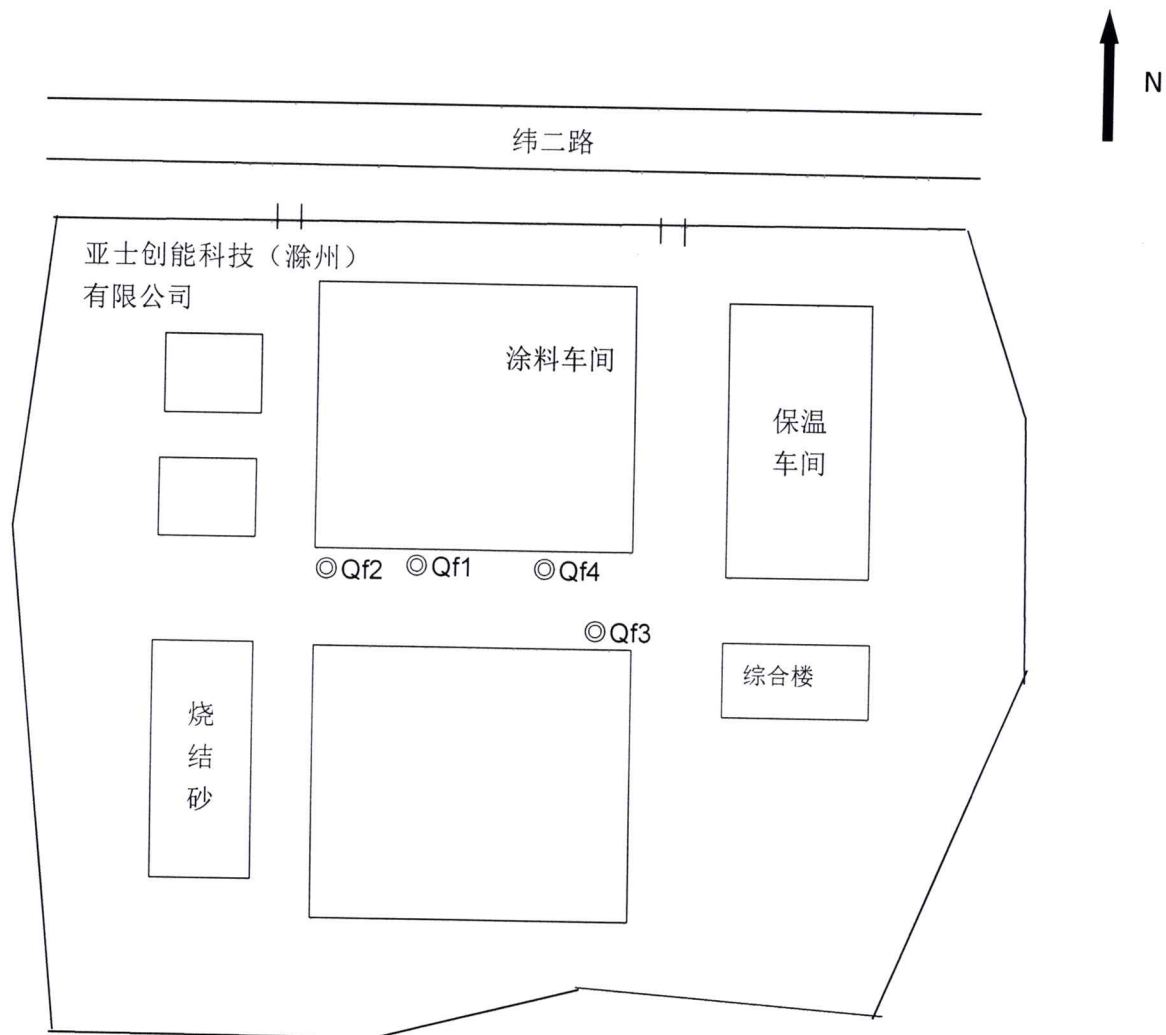 N
纬二路
亚士创能科技（滁州）
有限公司
涂料车间
保温
车间
◎Qf2
◎Qf1
◎Qf4
◎Qf3
综合楼
烧
结
砂